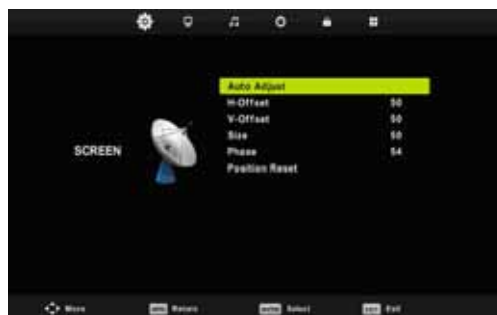 Auto Adjust
H-Offset 50
V-Offset 50
Size 50
SCREEN
Phase 54
Position Reset
Move
Return
Select
Exit